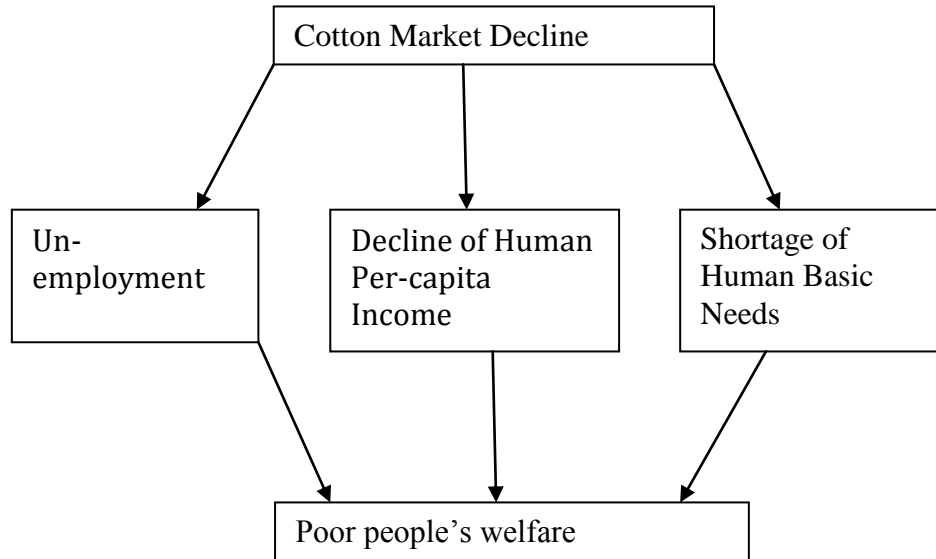 Cotton Market Decline
Un-
employment
Decline of Human
Per-capita
Income
Shortage of
Human Basic
Needs
Poor people’s welfare